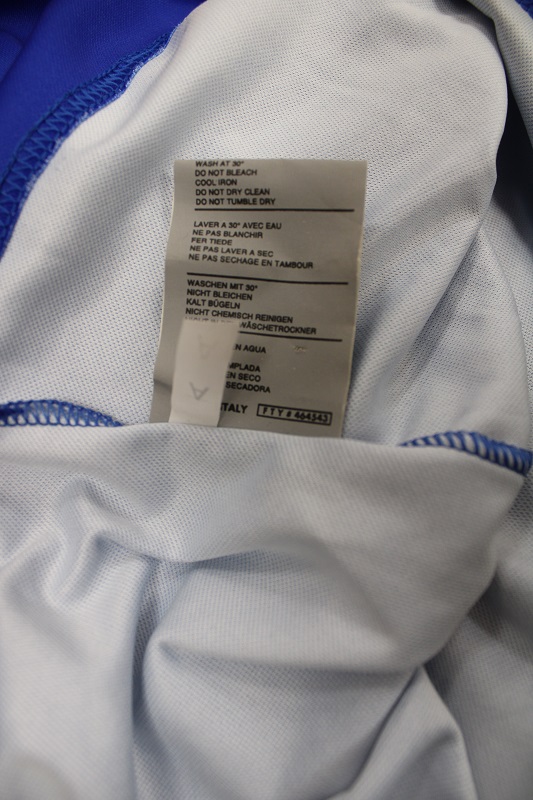 WASH AT 30°
DO NOT BLEACH
COOL IRON
DO NOT DRY CLEAN
DO NOT TUMBLE DRY
LAVER A 30° AVEC EAU
NE PAS BLANCHIR
FER TIEDE
NE PAS LAVER A SEC
NE PAS SECHAGE EN TAMBOUR
WASCHEN MIT 30°
NICHT BLEICHEN
KALT BÜGELN
NICHT CHEMISCH REINIGEN
WÄSCHETROCKNER
AGUA
EN SECO
SECADORA
ITALY FTY # 464543
A